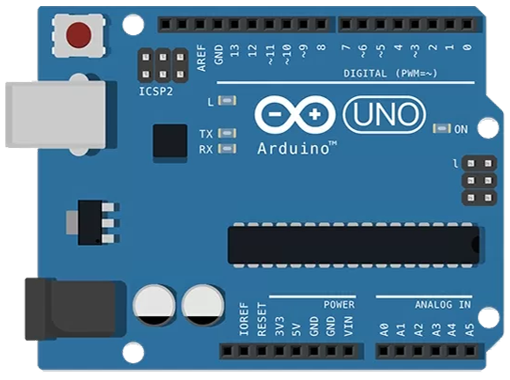 AREF
GND
13
12
~11
~10
~9
8
7
~6
~5
4
~3
2
1
0
DIGITAL (PWM=~)
ICSP2
L
TX
RX
UNO
Arduino™
ON
1
POWER
ANALOG IN
IOREF
RESET
3V3
5V
GND
GND
VIN
A0
A1
A2
A3
A4
A5